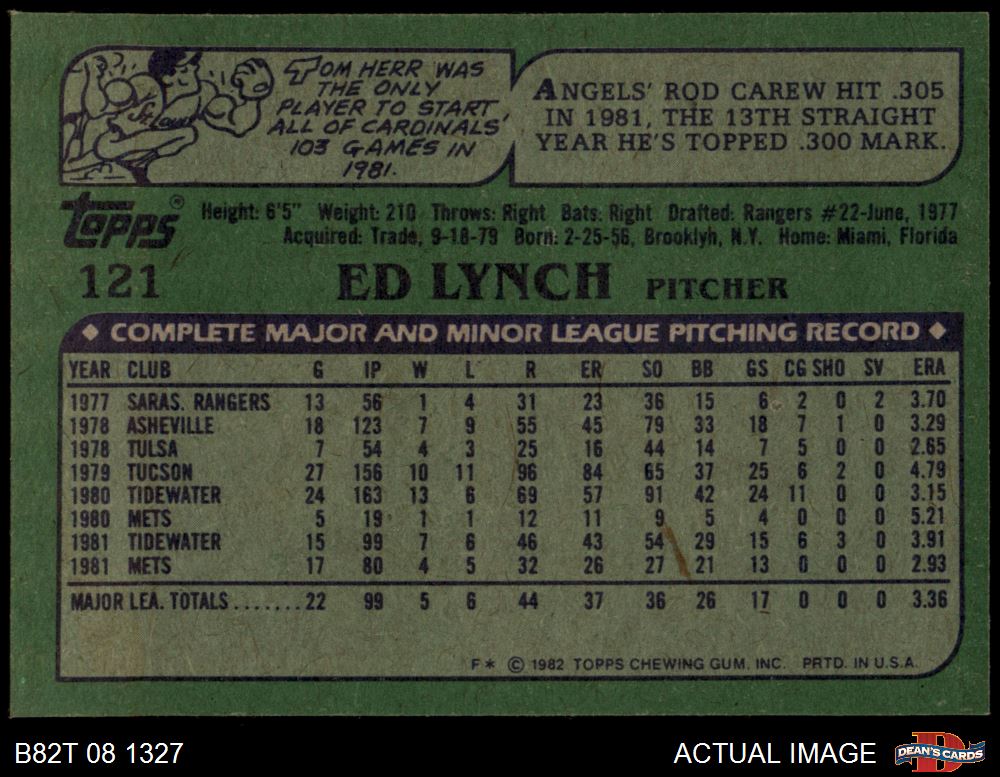 TOM HERR WAS
THE ONLY
PLAYER TO START
ALL OF CARDINALS'
103 GAMES IN
1981.
St. Louis
ANGELS' ROD CAREW HIT .305
IN 1981, THE 13TH STRAIGHT
YEAR HE'S TOPPED .300 MARK.
topps®
Height: 6'5" Weight: 210 Throws: Right Bats: Right Drafted: Rangers #22-June, 1977
Acquired: Trade, 9-18-79 Born: 2-25-56, Brooklyn, N.Y. Home: Miami, Florida
121 ED LYNCH PITCHER
◆ COMPLETE MAJOR AND MINOR LEAGUE PITCHING RECORD ◆
YEAR CLUB G IP W L R ER SO BB GS CG SHO SV ERA
1977 SARAS. RANGERS 13 56 1 4 31 23 36 15 6 2 0 2 3.70
1978 ASHEVILLE 18 123 7 9 55 45 79 33 18 7 1 0 3.29
1978 TULSA 7 54 4 3 25 16 44 14 7 5 0 0 2.65
1979 TUCSON 27 156 10 11 96 84 65 37 25 6 2 0 4.79
1980 TIDEWATER 24 163 13 6 69 57 91 42 24 11 0 0 3.15
1980 METS 5 19 1 1 12 11 9 5 4 0 0 0 5.21
1981 TIDEWATER 15 99 7 6 46 43 54 29 15 6 3 0 3.91
1981 METS 17 80 4 5 32 26 27 21 13 0 0 0 2.93
MAJOR LEA. TOTALS.......22 99 5 6 44 37 36 26 17 0 0 0 3.36
F* © 1982 TOPPS CHEWING GUM, INC. PRTD. IN U.S.A.
B82T 08 1327 ACTUAL IMAGE
D
DEAN'S CARDS